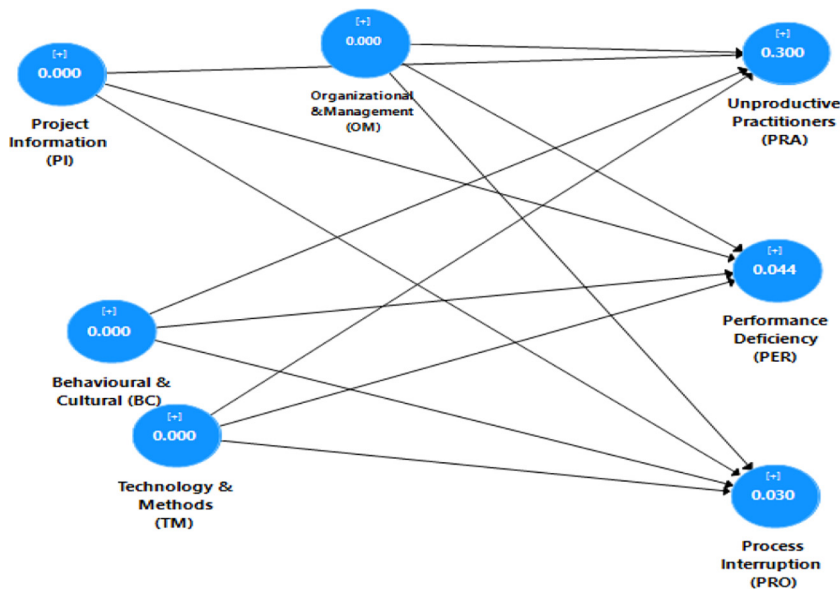 [+]
0.000
Project
Information
(PI)
[+]
0.000
Organizational
&Management
(OM)
[+]
0.300
Unproductive
Practitioners
(PRA)
[+]
0.044
Performance
Deficiency
(PER)
[+]
0.000
Behavioural &
Cultural (BC)
[+]
0.000
Technology &
Methods
(TM)
[+]
0.030
Process
Interruption
(PRO)